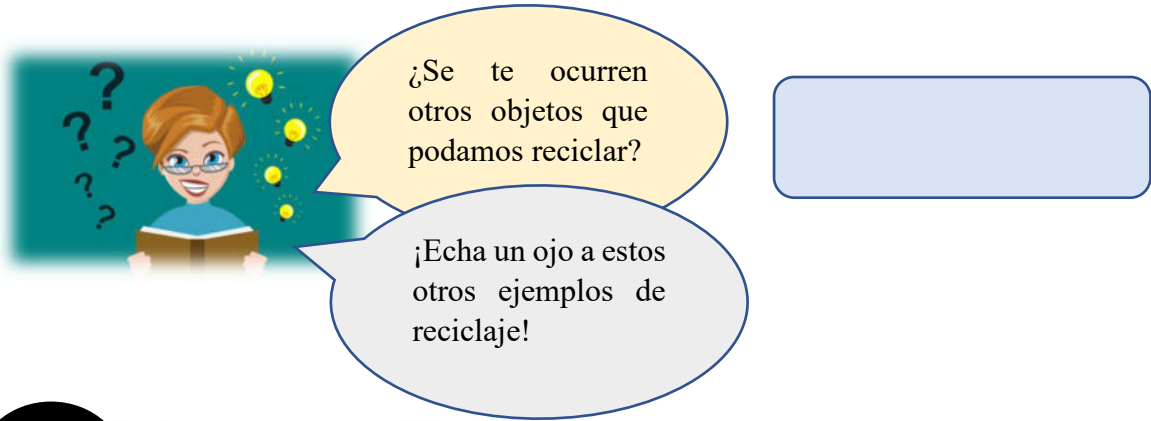 ¿Se te ocurren
otros objetos que
podamos reciclar?
¡Echa un ojo a estos
otros ejemplos de
reciclaje!